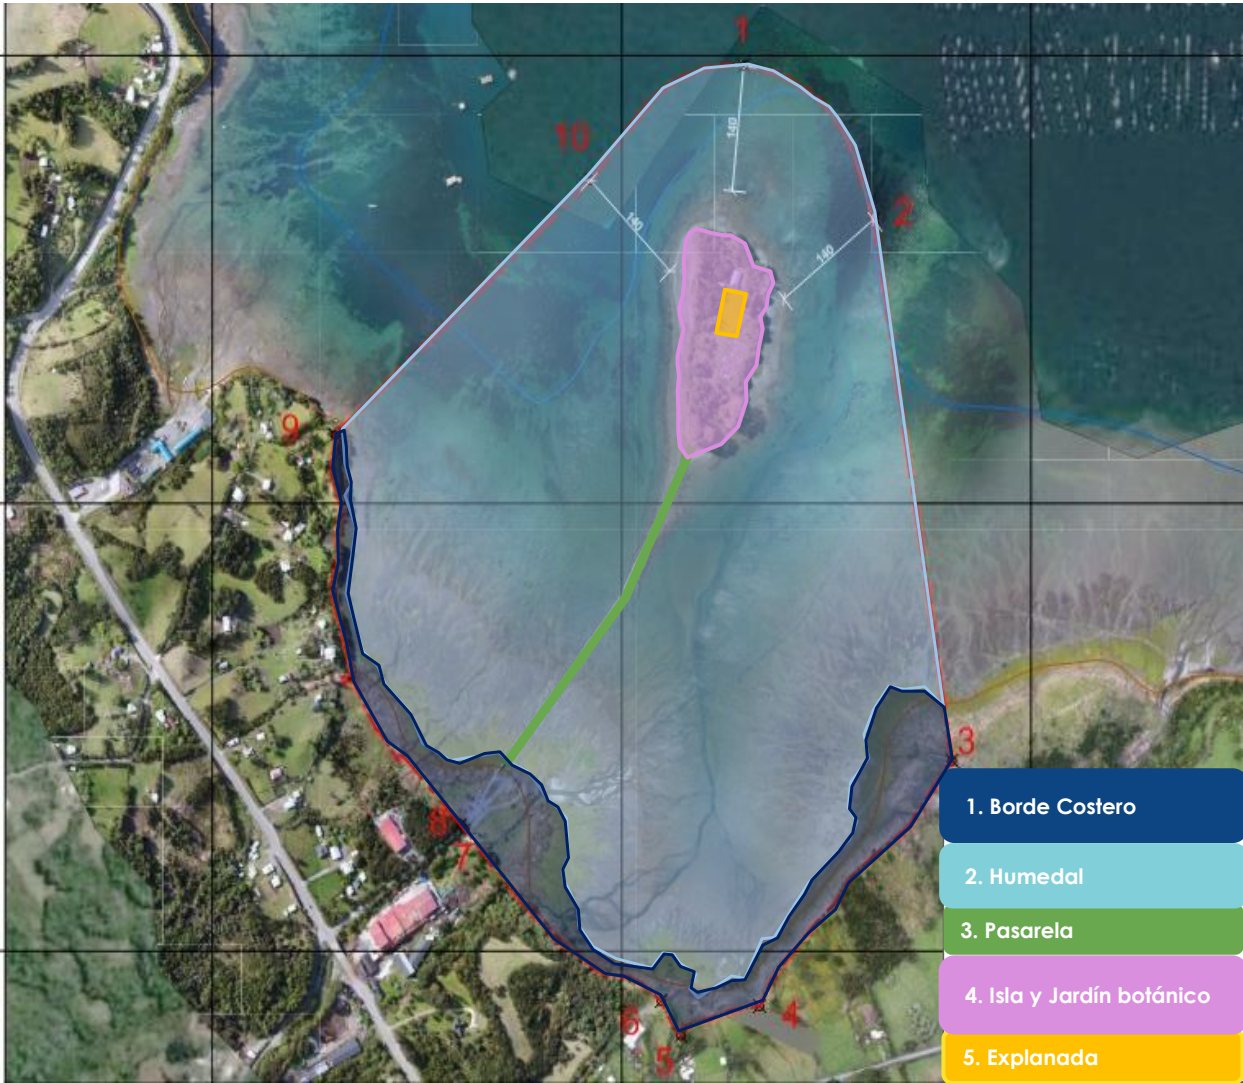 1
10
140
2
140
140
9
3
8
7
4
6
5
1. Borde Costero
2. Humedal
3. Pasarela
4. Isla y Jardín botánico
5. Explanada